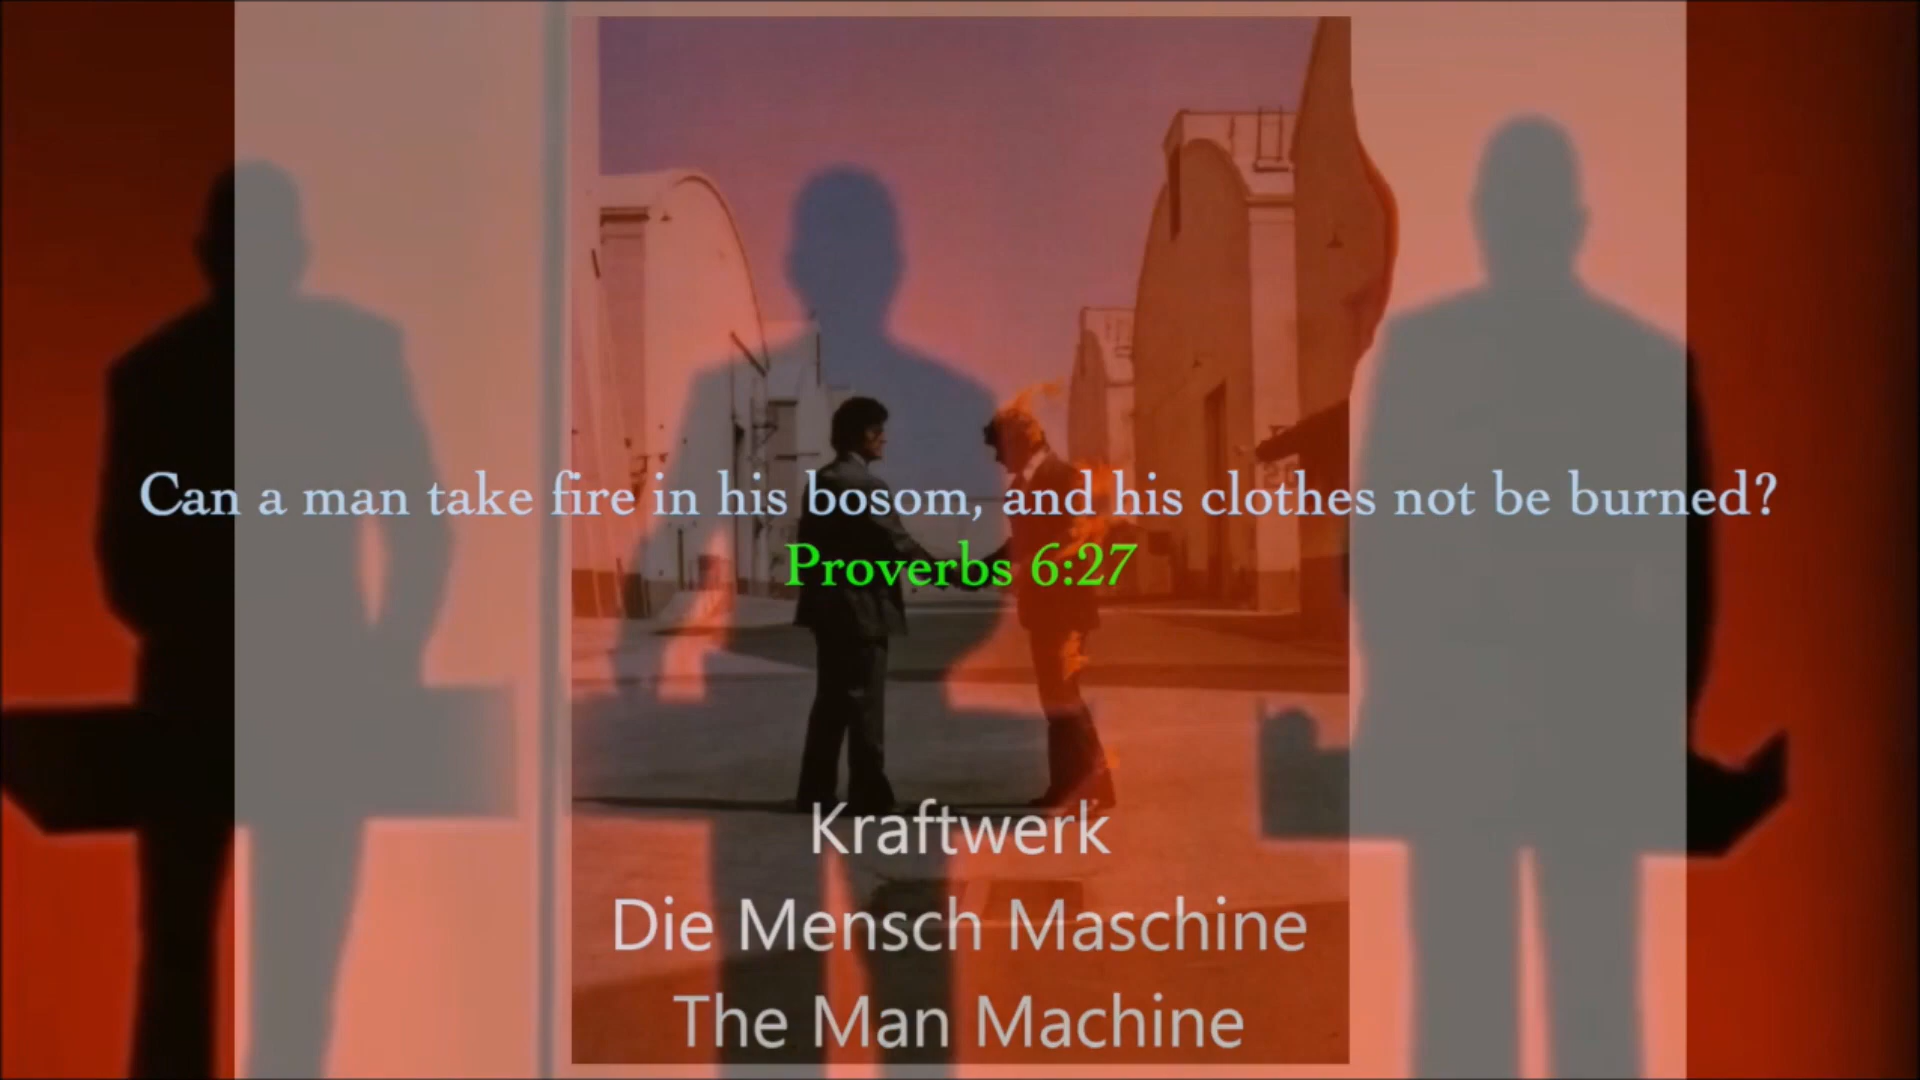 Can a man take fire in his bosom, and his clothes not be burned?
Proverbs 6:27
Kraftwerk
Die Mensch Maschine
The Man Machine